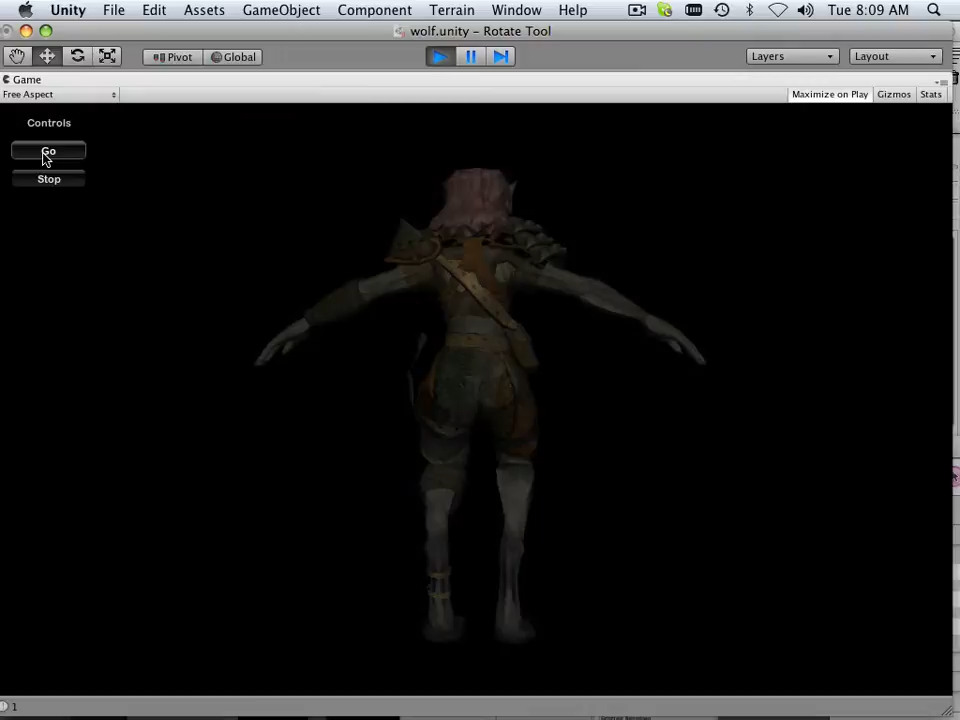 Unity File Edit Assets GameObject Component Terrain Window Help Tue 8:09 AM
wolf.unity – Rotate Tool
Pivot Global Layers Layout
Game
Free Aspect Maximize on Play Gizmos Stats
Controls
Go
Stop
1